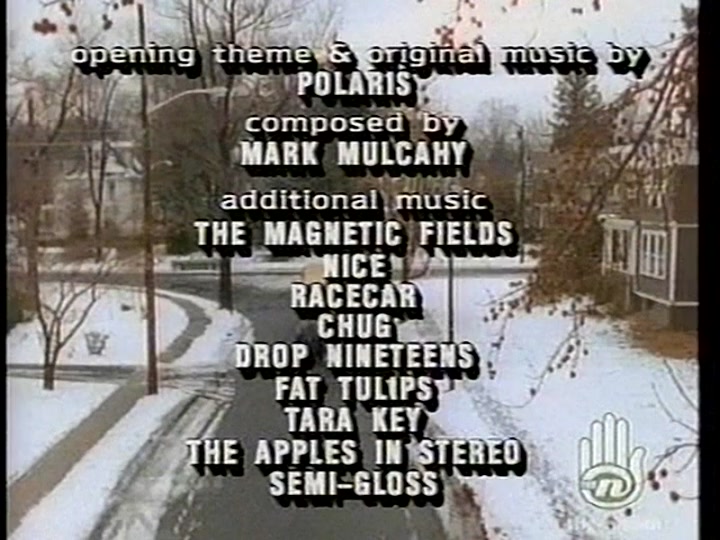 opening theme & original music by
POLARIS
composed by
MARK MULCAHY
additional music
THE MAGNETIC FIELDS
NICE
RACECAR
CHUG
DROP NINETEENS
FAT TULIPS
TARA KEY
THE APPLES IN STEREO
SEMI-GLOSS
n